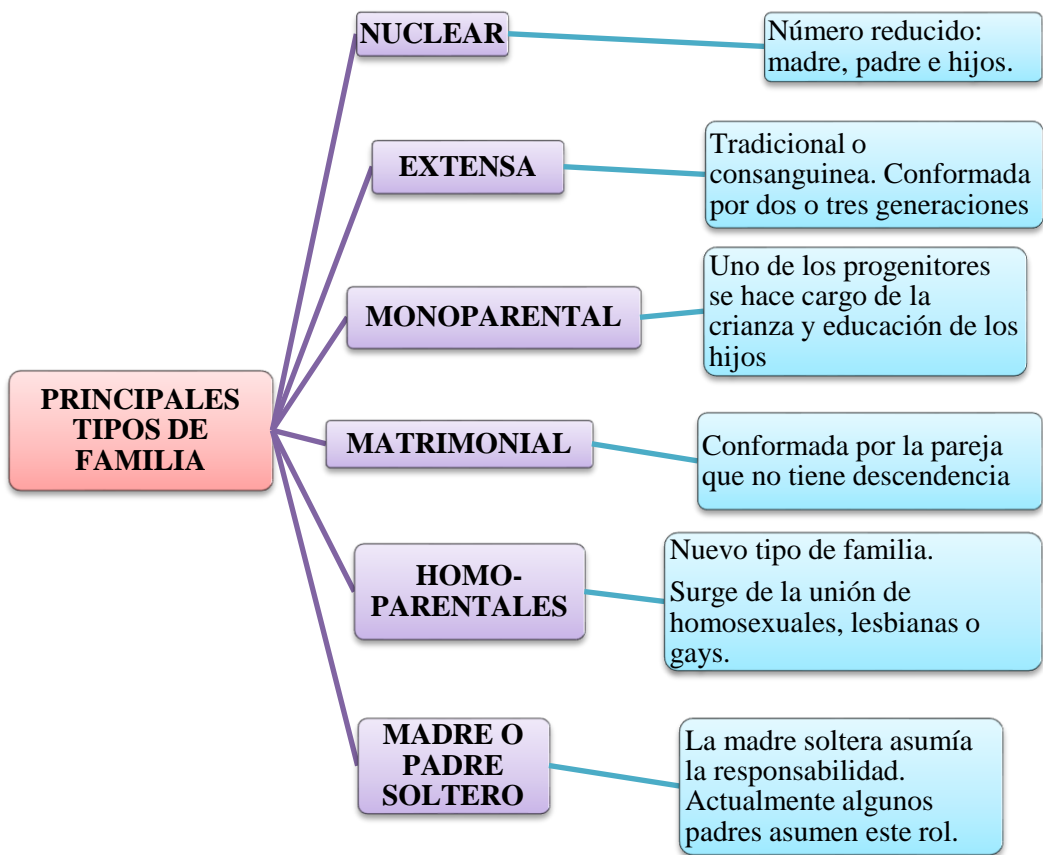 PRINCIPALES
TIPOS DE
FAMILIA
NUCLEAR
Número reducido:
madre, padre e hijos.
EXTENSA
Tradicional o
consanguinea. Conformada
por dos o tres generaciones
MONOPARENTAL
Uno de los progenitores
se hace cargo de la
crianza y educación de los
hijos
MATRIMONIAL
Conformada por la pareja
que no tiene descendencia
HOMO-
PARENTALES
Nuevo tipo de familia.
Surge de la unión de
homosexuales, lesbianas o
gays.
MADRE O
PADRE
SOLTERO
La madre soltera asumía
la responsabilidad.
Actualmente algunos
padres asumen este rol.